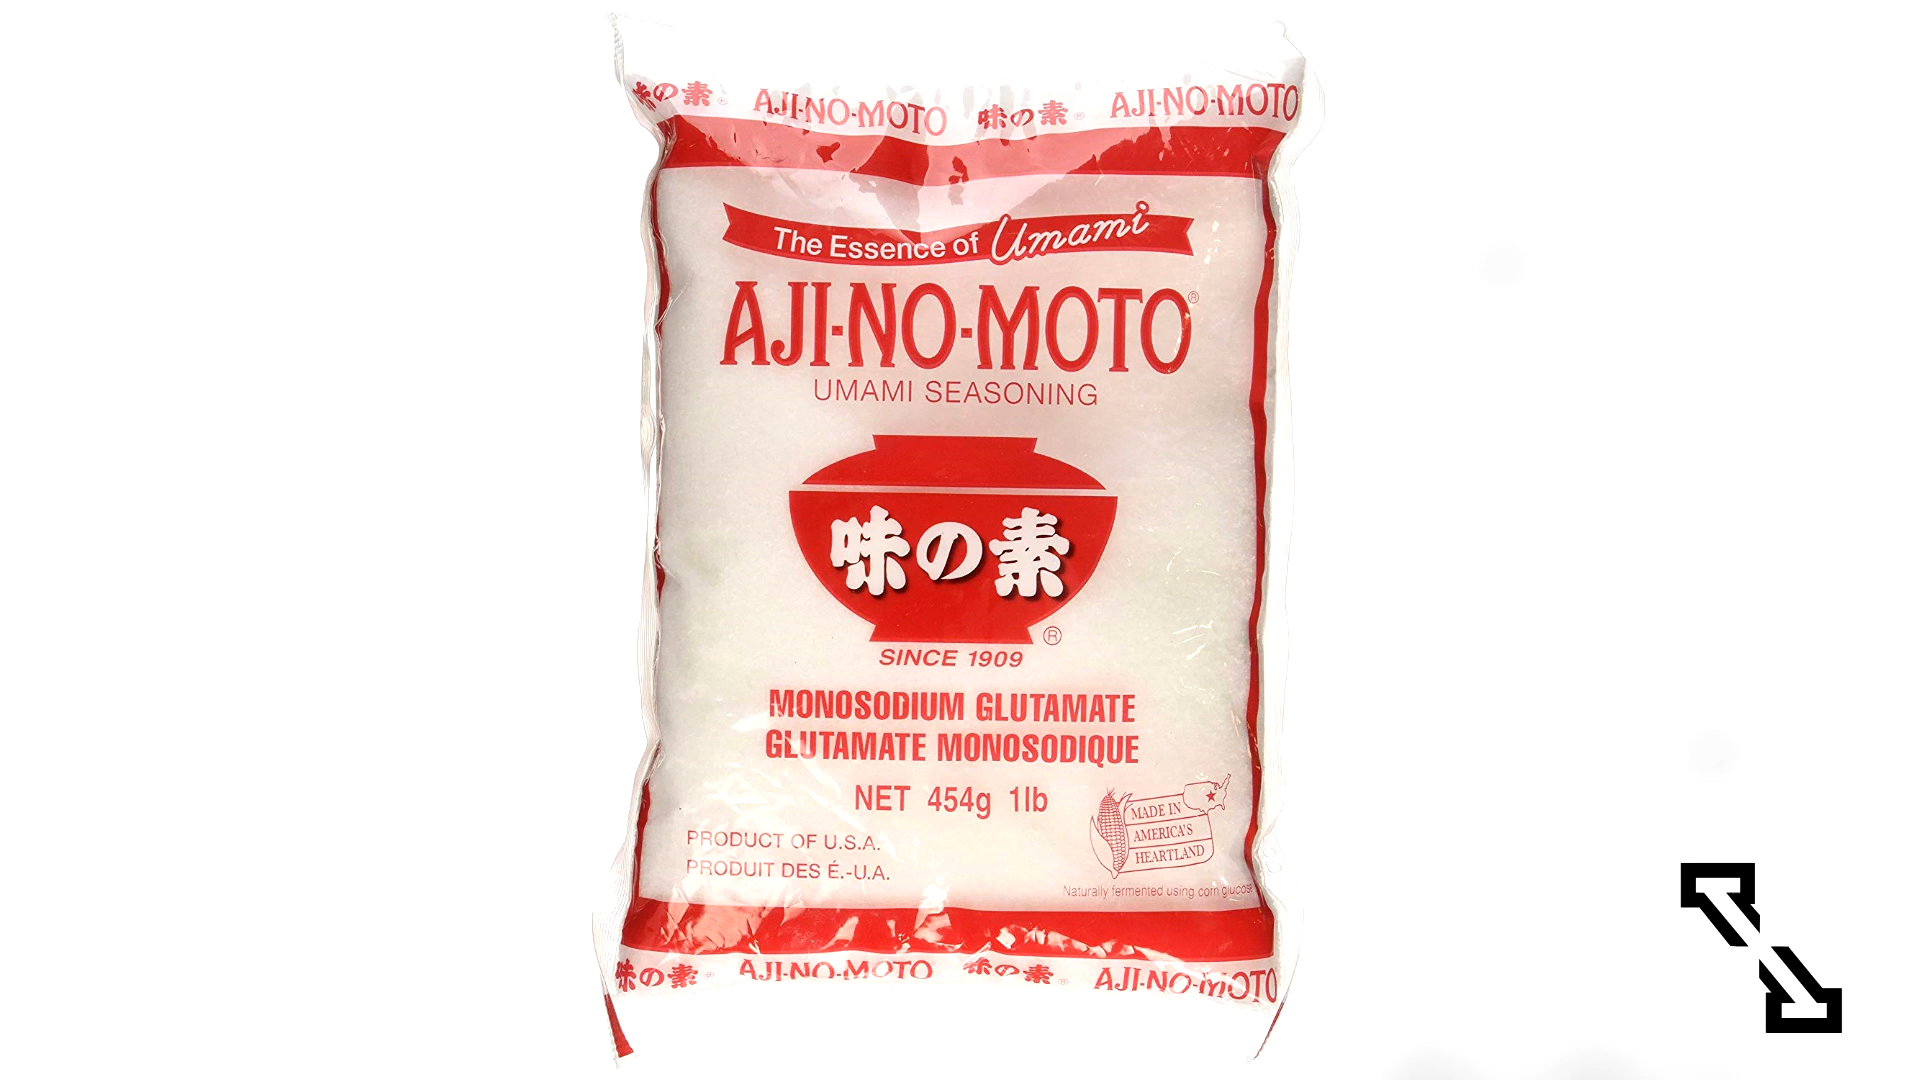 味の素® AJI-NO-MOTO 味の素® AJI-NO-MOTO
The Essence of Umami
AJI-NO-MOTO®
UMAMI SEASONING
味の素
®
SINCE 1909
MONOSODIUM GLUTAMATE
GLUTAMATE MONOSODIQUE
NET 454g 1lb
MADE IN
AMERICA'S
HEARTLAND
PRODUCT OF U.S.A.
PRODUIT DES É.-U.A.
Naturally fermented using corn glucose
味の素® AJI-NO-MOTO 味の素® AJI-NO-MOTO